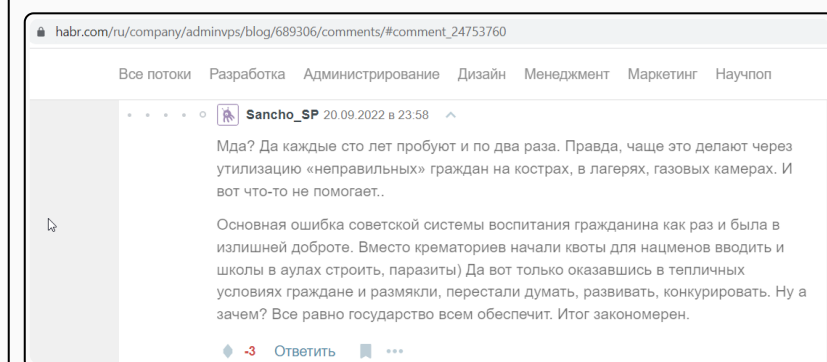 habr.com/ru/company/adminvps/blog/689306/comments/#comment_24753760
Все потоки Разработка Администрирование Дизайн Менеджмент Маркетинг Научпоп
Sancho_SP 20.09.2022 в 23:58
Мда? Да каждые сто лет пробуют и по два раза. Правда, чаще это делают через
утилизацию «неправильных» граждан на кострах, в лагерях, газовых камерах. И
вот что-то не помогает..
Основная ошибка советской системы воспитания гражданина как раз и была в
излишней доброте. Вместо крематориев начали квоты для нацменов вводить и
школы в аулах строить, паразиты) Да вот только оказавшись в тепличных
условиях граждане и размякли, перестали думать, развивать, конкурировать. Ну а
зачем? Все равно государство всем обеспечит. Итог закономерен.
-3 Ответить